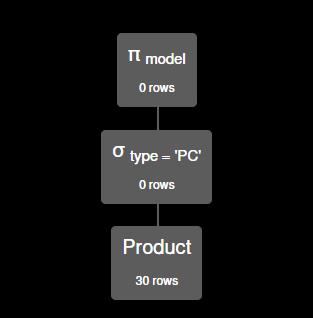 π model
0 rows
σ type = 'PC'
0 rows
Product
30 rows